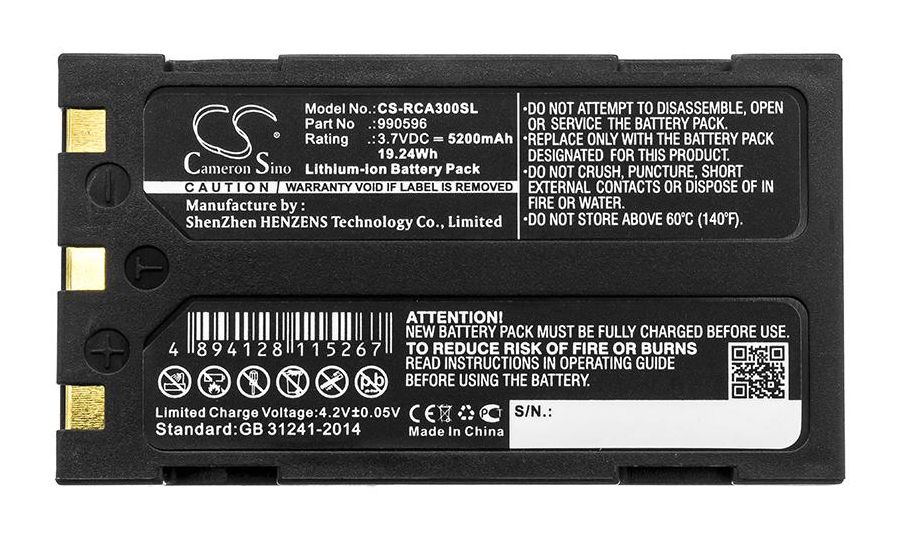 CS
Cameron Sino
Model No.:CS-RCA300SL
Part No :990596
Rating :3.7VDC ⎓ 5200mAh
19.24Wh
Lithium-Ion Battery Pack
CAUTION / WARRANTY VOID IF LABEL IS REMOVED
Manufacture by :
ShenZhen HENZENS Technology Co., Limited
•DO NOT DISASSEMBLE, OPEN
OR SERVICE BATTERY PACK.
•REPLACE ONLY WITH THE
SAME BATTERY PACK DESIGNATED
FOR THIS PRODUCT.
•DO NOT CRUSH, PUNCTURE, SHORT
EXTERNAL CONTACTS OR DISPOSE OF IN
FIRE OR WATER.
•DO NOT STORE ABOVE 60°C (140°F).
−
T
+
4 894128 115267
Pb
Limited Charge Voltage:4.2V±0.05V
Standard:GB 31241-2014
ATTENTION!
NEW BATTERY PACK MUST BE FULLY CHARGED BEFORE USE.
TO REDUCE RISK OF FIRE OR BURNS
READ INSTRUCTIONS IN OPERATING GUIDE
BEFORE USING THE BATTERY.
CE
Made In China
S/N.: